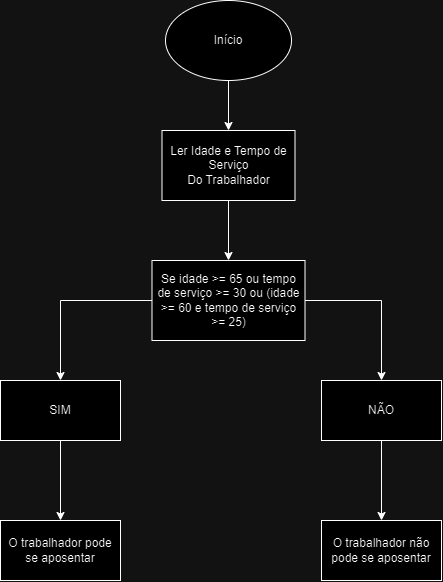 Início
Ler Idade e Tempo de
Serviço
Do Trabalhador
Se idade >= 65 ou tempo
de serviço >= 30 ou (idade
>= 60 e tempo de serviço
>= 25)
SIM
NÃO
O trabalhador pode
se aposentar
O trabalhador não
pode se aposentar